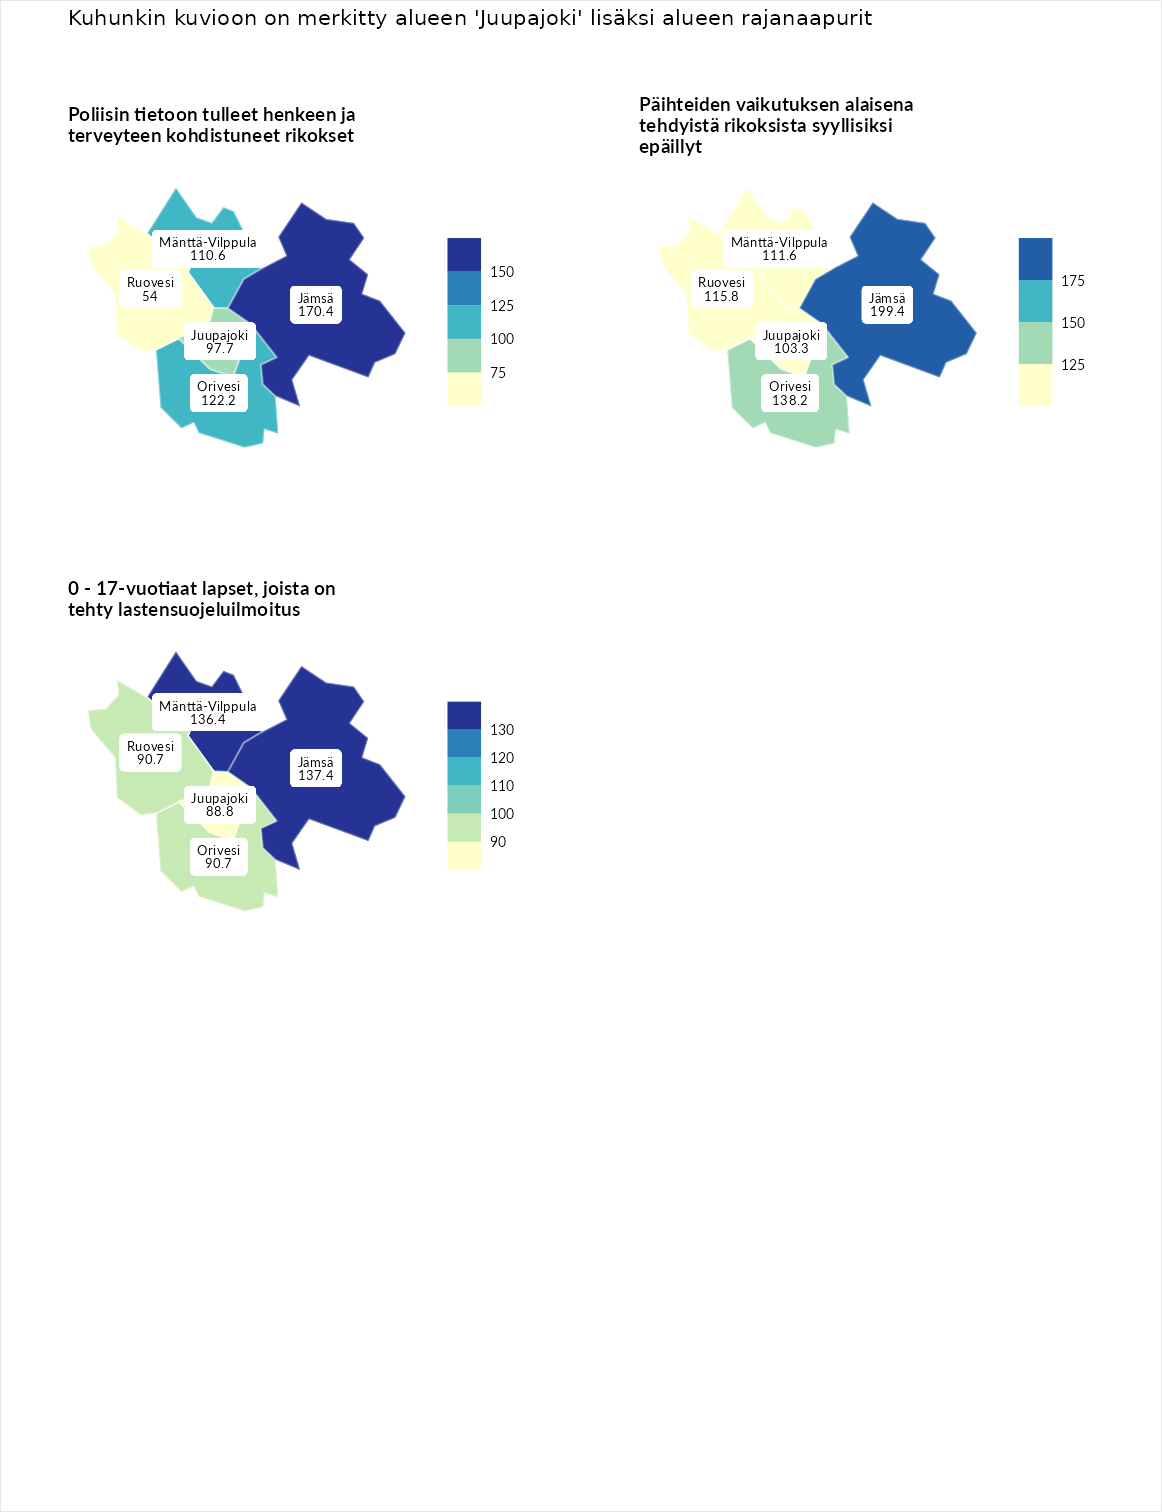 Kuhunkin kuvioon on merkitty alueen 'Juupajoki' lisäksi alueen rajanaapurit
Poliisin tietoon tulleet henkeen ja
terveyteen kohdistuneet rikokset
Mänttä-Vilppula
110.6
Ruovesi
54
Jämsä
170.4
Juupajoki
97.7
Orivesi
122.2
150
125
100
75
Päihteiden vaikutuksen alaisena
tehdyistä rikoksista syyllisiksi
epäillyt
Mänttä-Vilppula
111.6
Ruovesi
115.8
Jämsä
199.4
Juupajoki
103.3
Orivesi
138.2
175
150
125
0 - 17-vuotiaat lapset, joista on
tehty lastensuojeluilmoitus
Mänttä-Vilppula
136.4
Ruovesi
90.7
Jämsä
137.4
Juupajoki
88.8
Orivesi
90.7
130
120
110
100
90